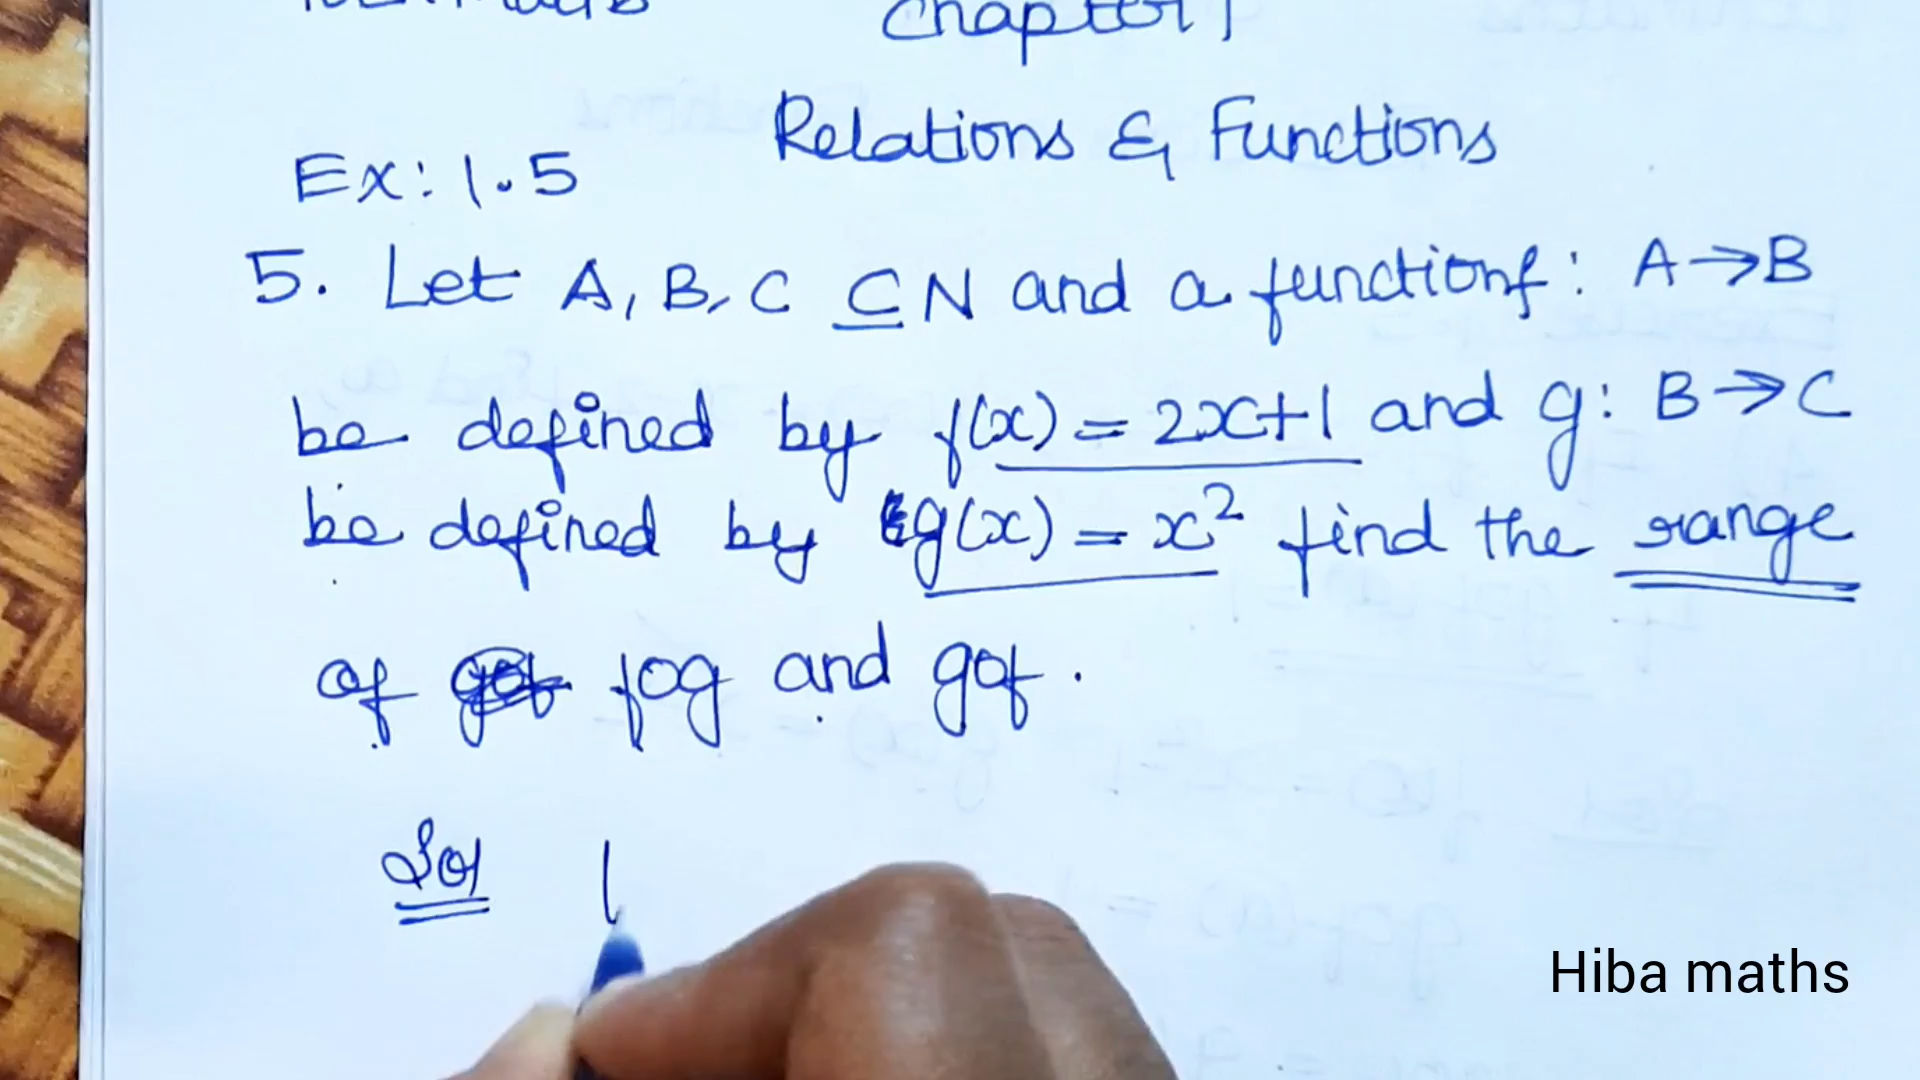 Chapter 1
Relations & Functions
Ex: 1.5
5. Let A, B, C ⊆ N and a function f: A → B
be defined by f(x) = 2x+1 and g: B → C
be defined by g(x) = x² find the range
of fog and gof.
Sol
Hiba maths